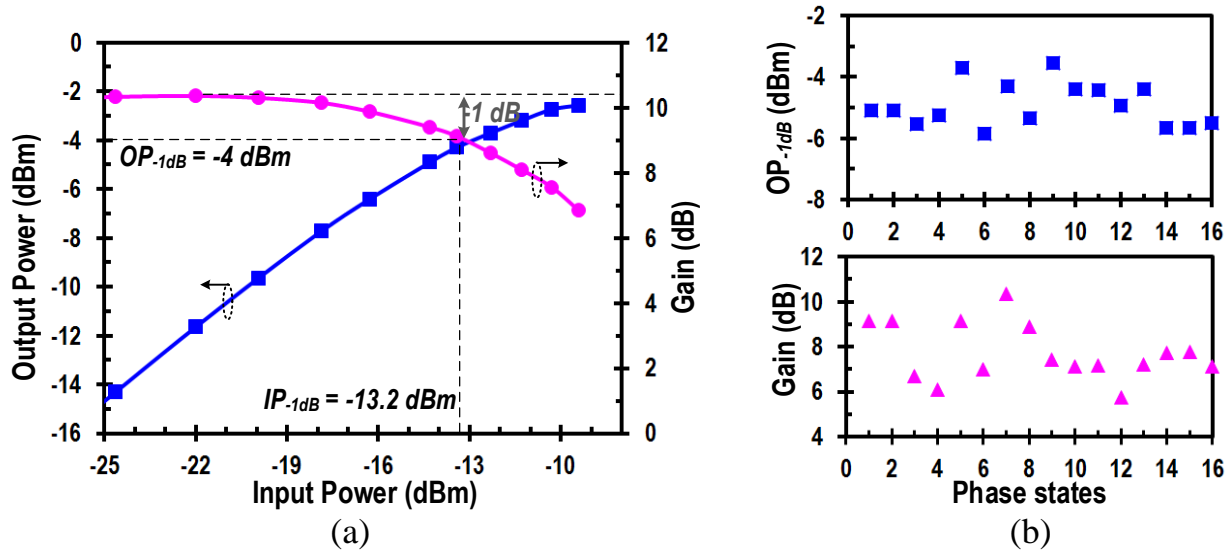 0
-2
-4
-6
-8
-10
-12
-14
-16
Output Power (dBm)
-25
-22
-19
-16
-13
-10
Input Power (dBm)
12
10
8
6
4
2
0
Gain (dB)
1 dB
OP-1dB = -4 dBm
IP-1dB = -13.2 dBm
(a)
-2
-4
-6
-8
OP-1dB (dBm)
0 2 4 6 8 10 12 14 16
12
10
8
6
4
Gain (dB)
0 2 4 6 8 10 12 14 16
Phase states
(b)